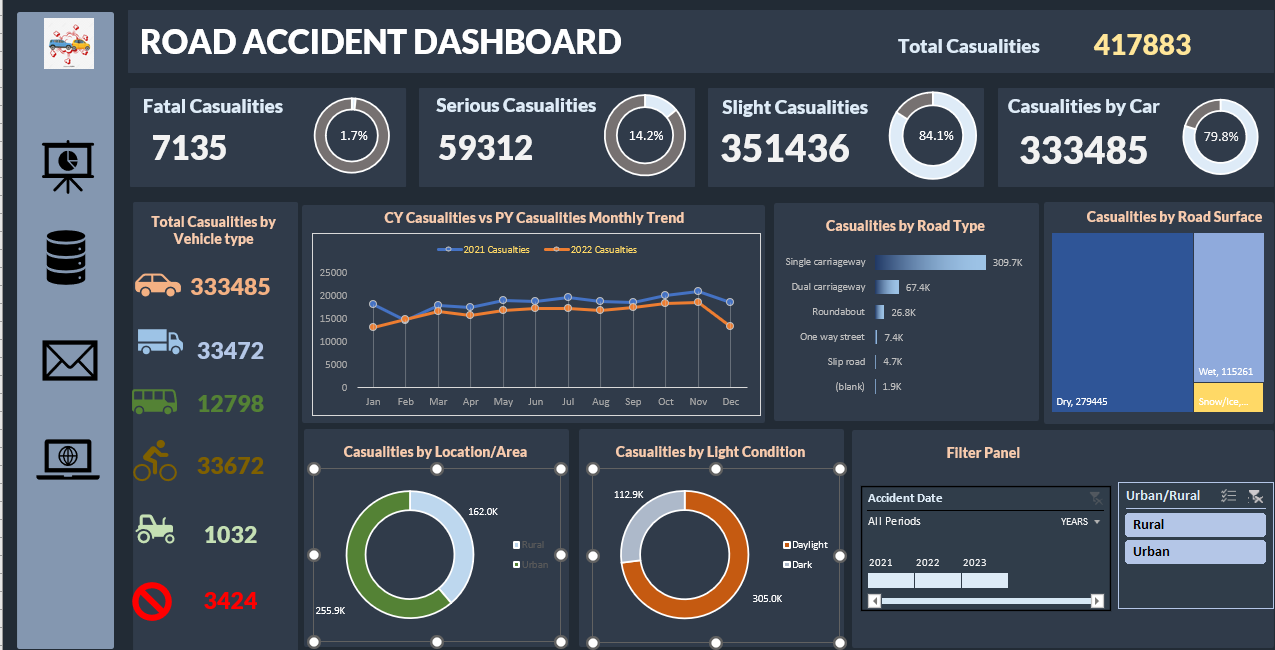 ROAD ACCIDENT DASHBOARD
Total Casualities
417883
Fatal Casualities
7135
1.7%
Serious Casualities
59312
14.2%
Slight Casualities
351436
84.1%
Casualities by Car
333485
79.8%
Total Casualities by
Vehicle type
333485
33472
12798
33672
1032
3424
CY Casualities vs PY Casualities Monthly Trend
2021 Casualties
2022 Casualties
25000
20000
15000
10000
5000
0
Jan Feb Mar Apr May Jun Jul Aug Sep Oct Nov Dec
Casualities by Road Type
Single carriageway 309.7K
Dual carriageway 67.4K
Roundabout 26.8K
One way street 7.4K
Slip road 4.7K
(blank) 1.9K
Casualities by Road Surface
Dry, 279445
Wet, 115261
Snow/Ice,...
Casualities by Location/Area
162.0K
255.9K
Rural
Urban
Casualities by Light Condition
112.9K
305.0K
Daylight
Dark
Filter Panel
Accident Date
All Periods
YEARS
2021 2022 2023
Urban/Rural
Rural
Urban